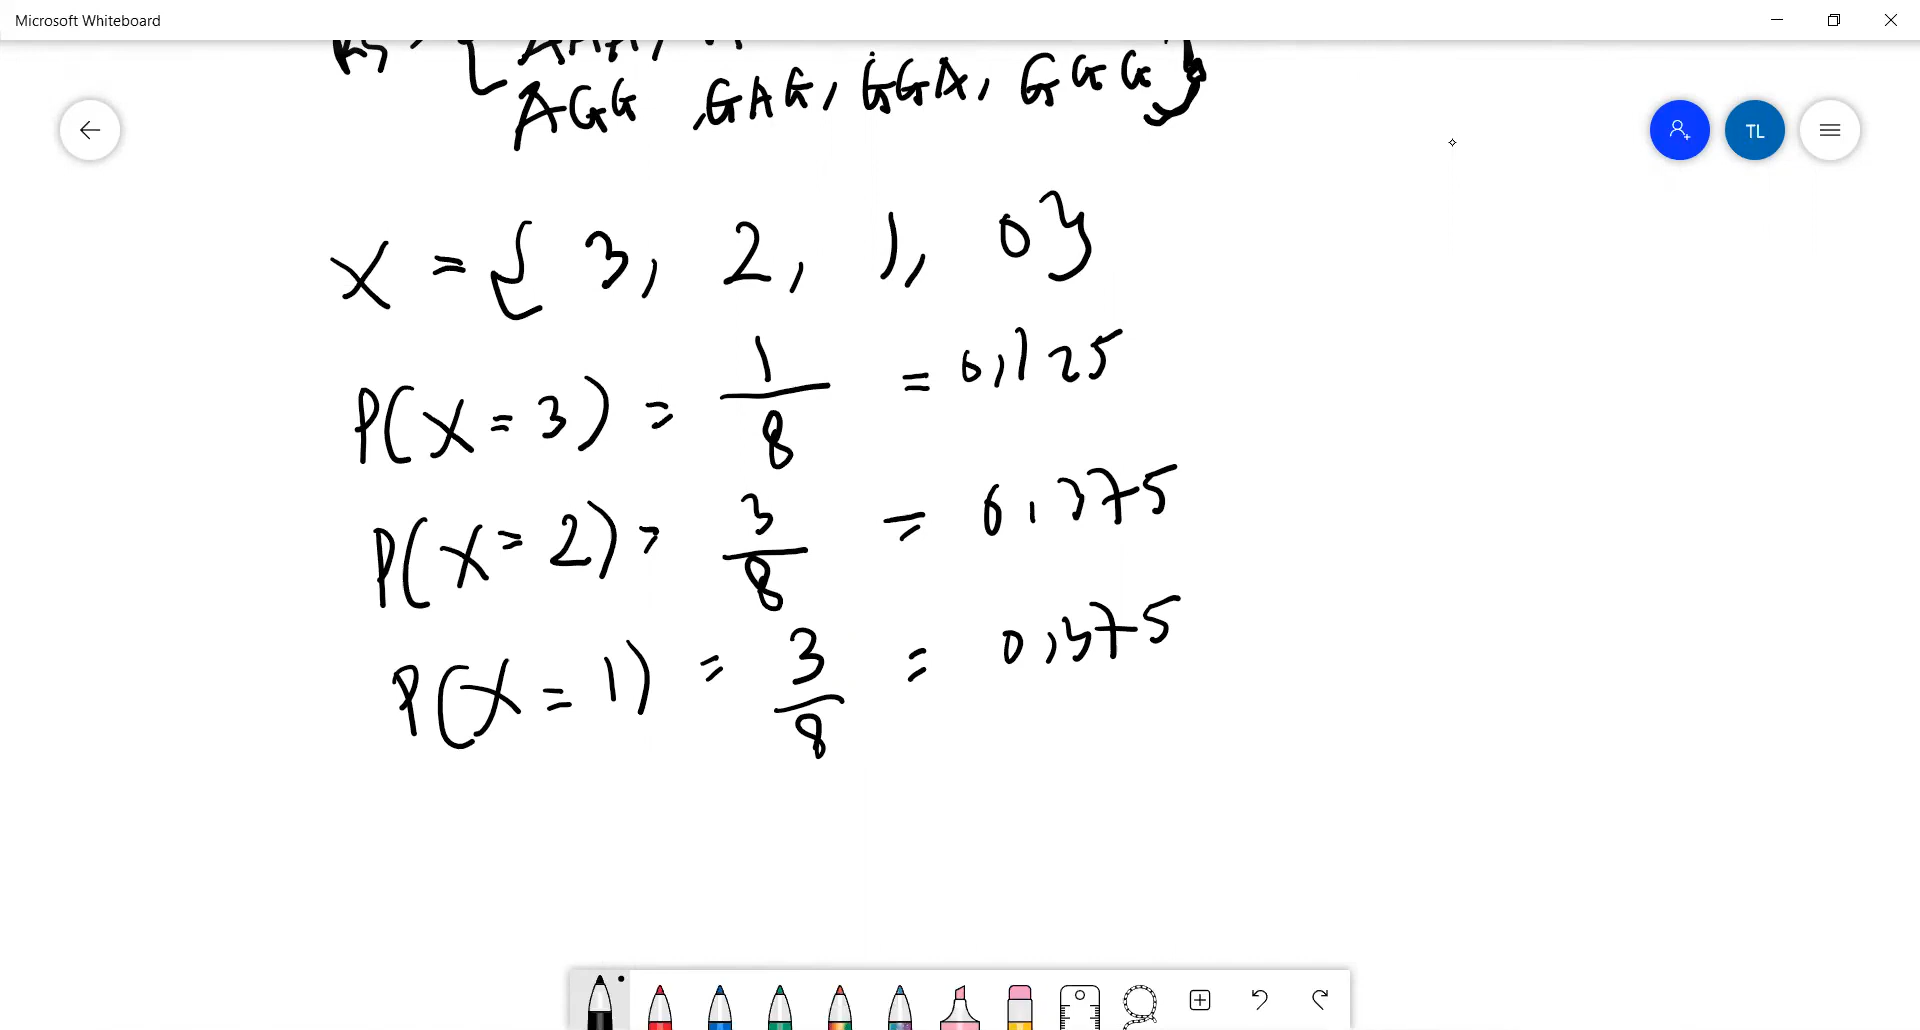 Microsoft Whiteboard
AGG ,GAG, GGA, GGG}
TL
X = { 3, 2, 1, 0}
P(X = 3) = 1/8 = 0,125
P(X = 2) = 3/8 = 0,375
P(X = 1) = 3/8 = 0,375